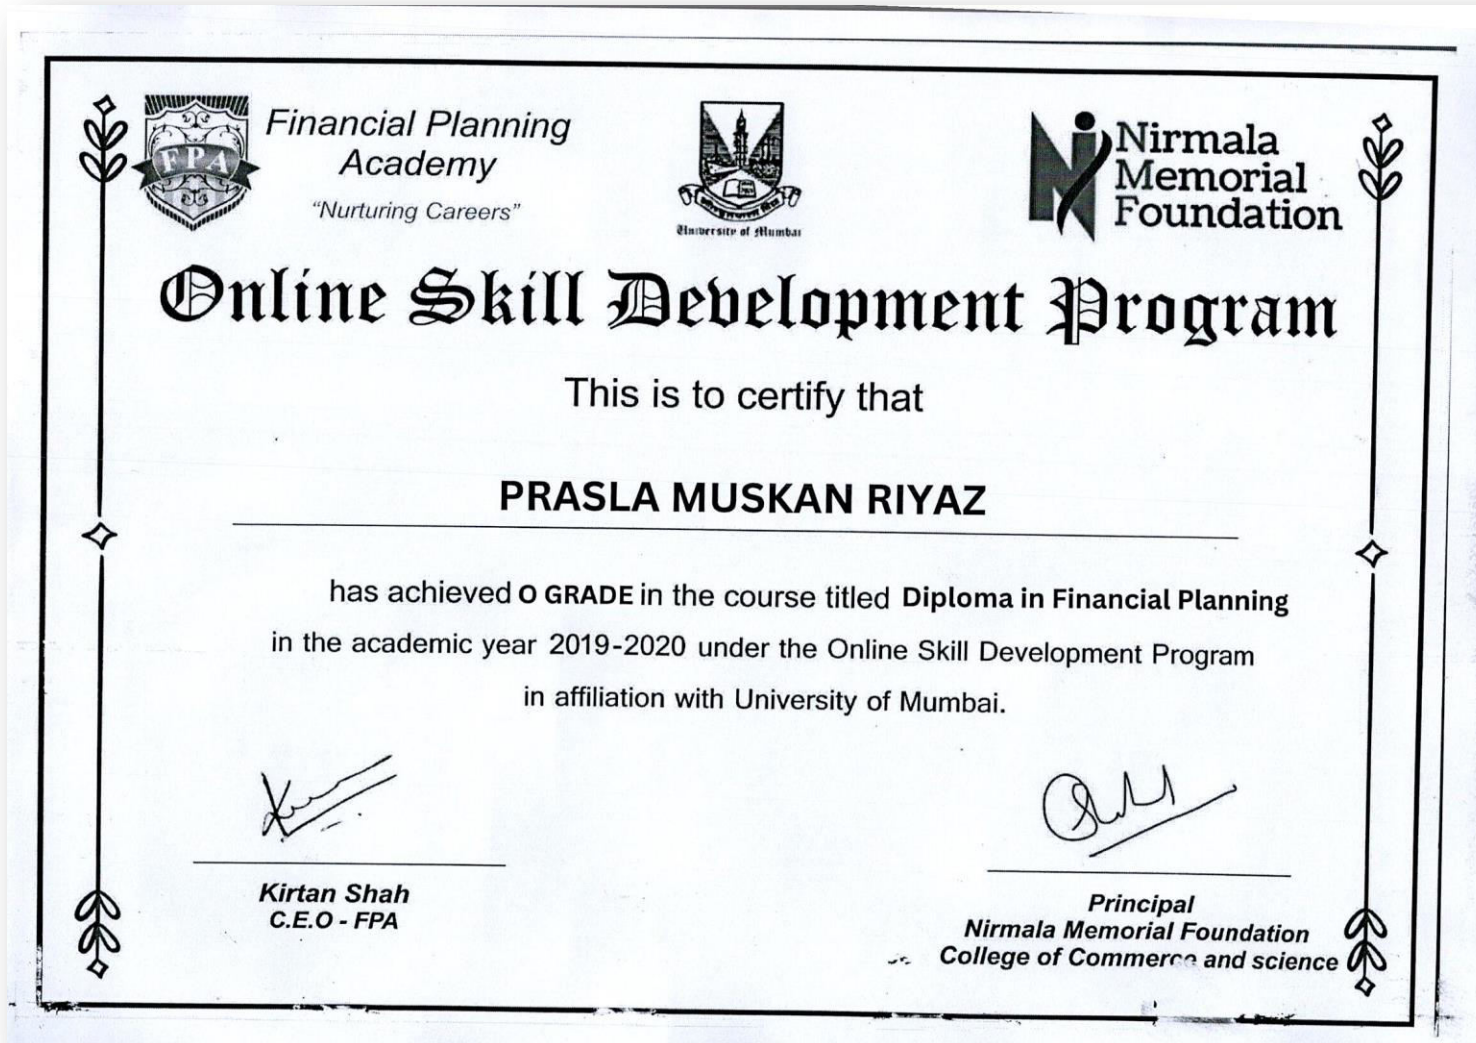 FPA
Financial Planning
Academy
“Nurturing Careers”
University of Mumbai
Nirmala
Memorial
Foundation
Online Skill Development Program
This is to certify that
PRASLA MUSKAN RIYAZ
has achieved O GRADE in the course titled Diploma in Financial Planning
in the academic year 2019-2020 under the Online Skill Development Program
in affiliation with University of Mumbai.
Kirtan Shah
C.E.O - FPA
Principal
Nirmala Memorial Foundation
College of Commerce and science